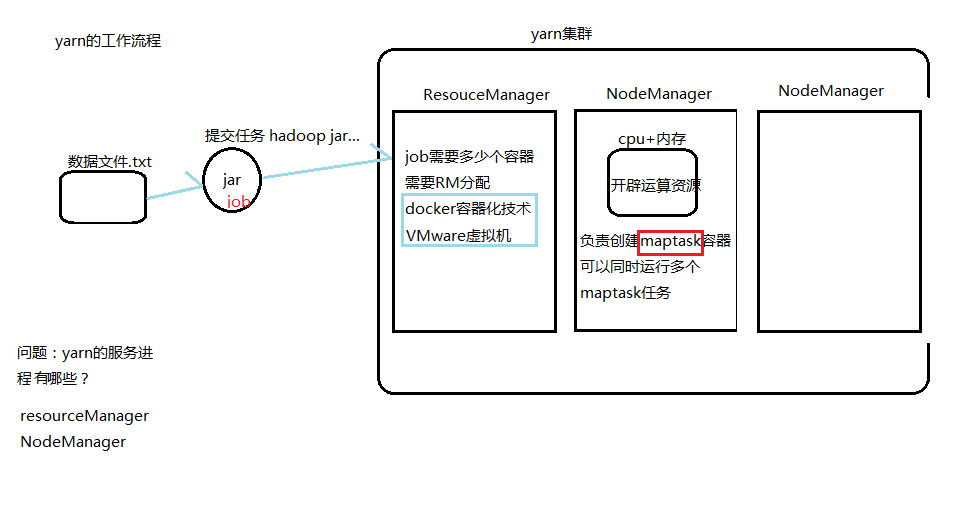 yarn的工作流程
yarn集群
ResouceManager
NodeManager
NodeManager
提交任务 hadoop jar...
数据文件.txt
jar
job
job需要多少个容器
需要RM分配
docker容器化技术
VMware虚拟机
cpu+内存
开辟运算资源
负责创建maptask容器
可以同时运行多个
maptask任务
问题：yarn的服务进
程有哪些？
resourceManager
NodeManager